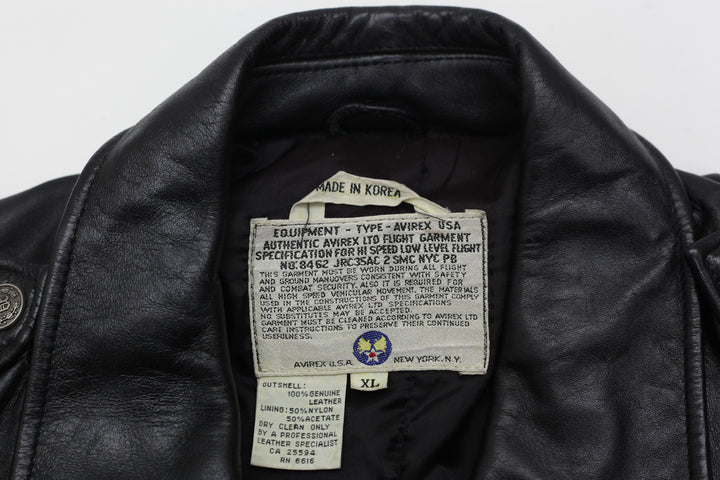 MADE IN KOREA
EQUIPMENT - TYPE - AVIREX USA
AUTHENTIC AVIREX LTD FLIGHT GARMENT
SPECIFICATION FOR HI SPEED LOW LEVEL FLIGHT
NO. 8462 JRC35AC 2 SMC NYC PB
THIS GARMENT MUST BE WORN DURING ALL FLIGHT
AND GROUND MANUOVERS CONSISTENT WITH SAFETY
AND COMBAT SECURITY. ALSO IT IS REQUIRED FOR
ALL HIGH SPEED VEHICULAR MOVEMENT. THE MATERIALS
USED IN THE CONSTRUCTIONS OF THIS GARMENT COMPLY
WITH APPLICABLE AVIREX LTD SPECIFICATIONS
NO SUBSTITUTES MAY BE ACCEPTED.
GARMENT MUST BE CLEANED ACCORDING TO AVIREX LTD
CARE INSTRUCTIONS TO PRESERVE THEIR CONTINUED
USEFULNESS.
AVIREX U.S.A. NEW YORK. N.Y.
XL
OUTSHELL:
100% GENUINE
LEATHER
LINING: 50% NYLON
50% ACETATE
DRY CLEAN ONLY
BY A PROFESSIONAL
LEATHER SPECIALIST
CA 25594
RN 6616